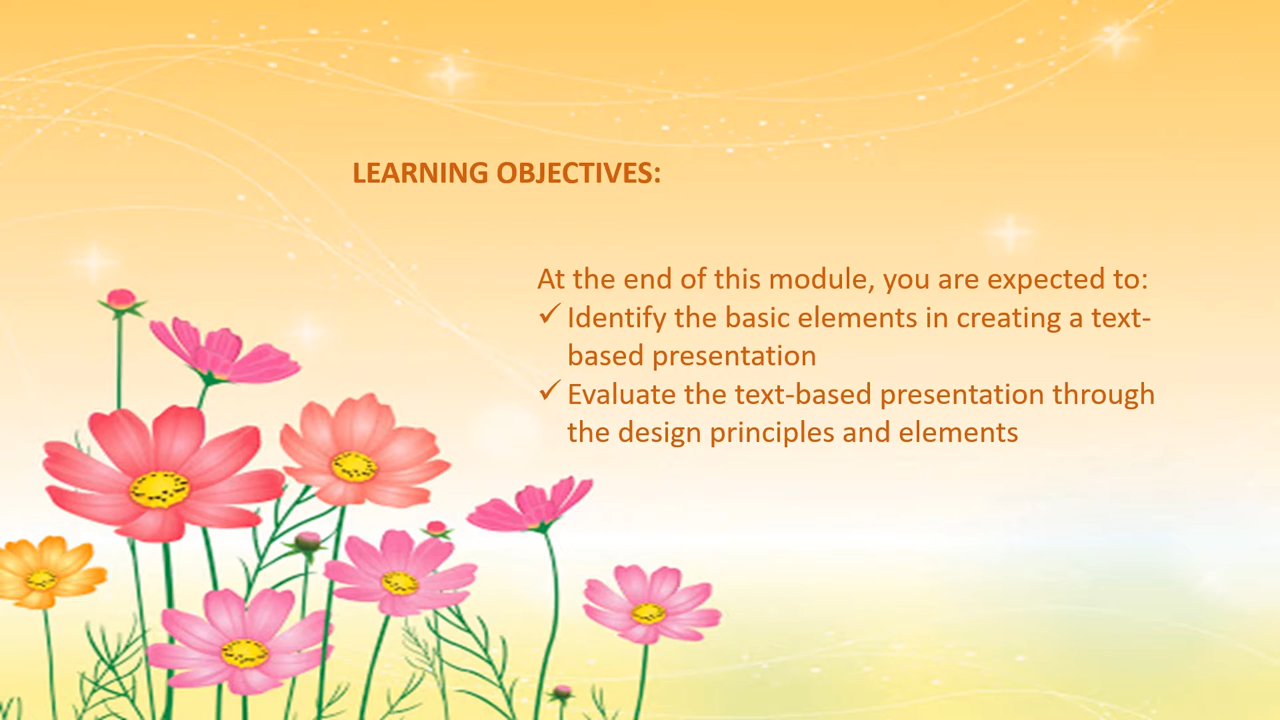 LEARNING OBJECTIVES:
At the end of this module, you are expected to:
✓ Identify the basic elements in creating a text-
based presentation
✓ Evaluate the text-based presentation through
the design principles and elements